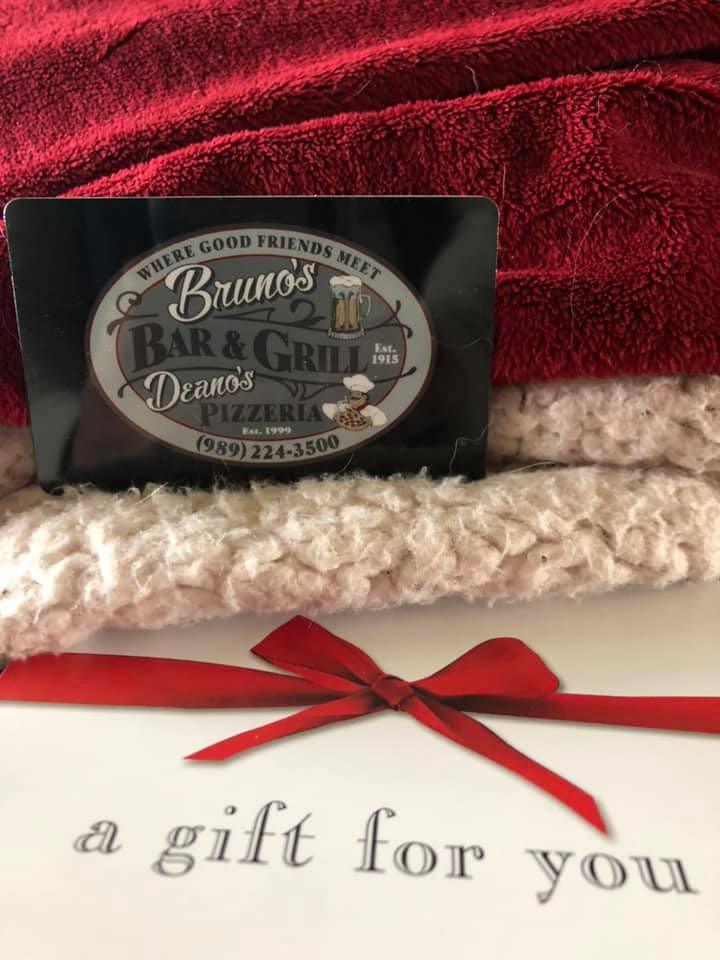 WHERE GOOD FRIENDS MEET
Bruno's
BAR & GRILL
Est.
1915
Deano's
PIZZERIA
Est. 1999
(989) 224-3500
a gift for you